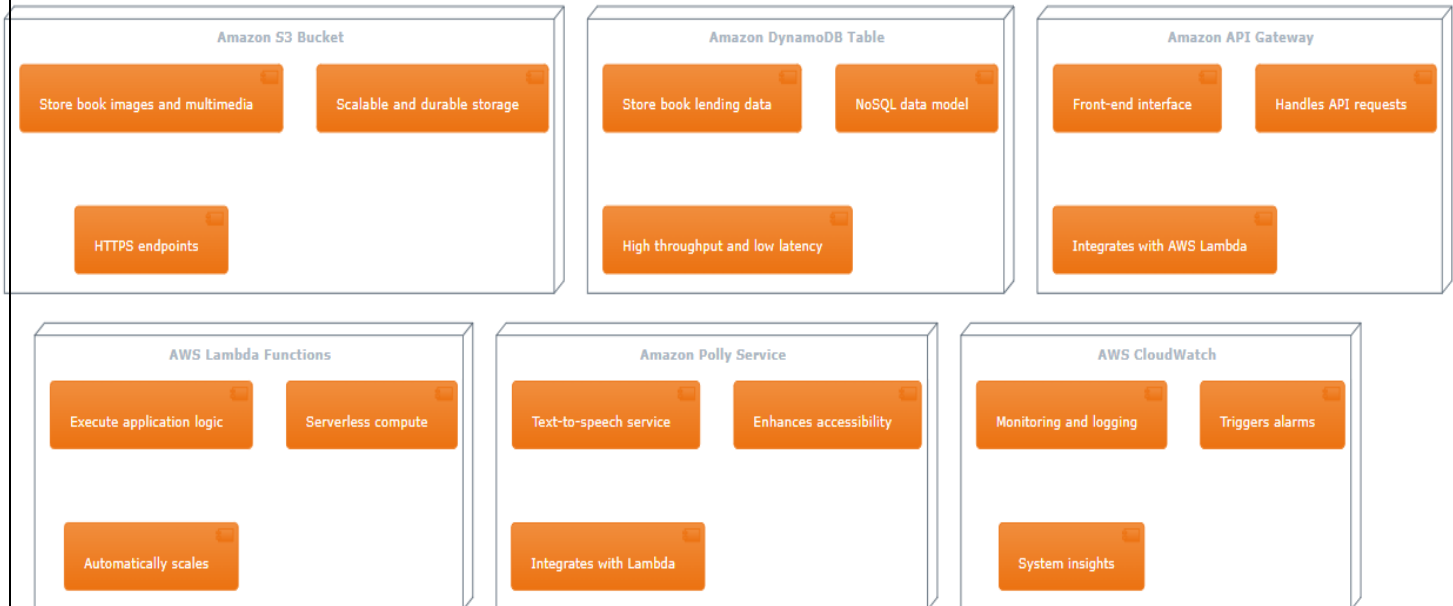 Amazon S3 Bucket
Store book images and multimedia
Scalable and durable storage
HTTPS endpoints
Amazon DynamoDB Table
Store book lending data
NoSQL data model
High throughput and low latency
Amazon API Gateway
Front-end interface
Handles API requests
Integrates with AWS Lambda
AWS Lambda Functions
Execute application logic
Serverless compute
Automatically scales
Amazon Polly Service
Text-to-speech service
Enhances accessibility
Integrates with Lambda
AWS CloudWatch
Monitoring and logging
Triggers alarms
System insights